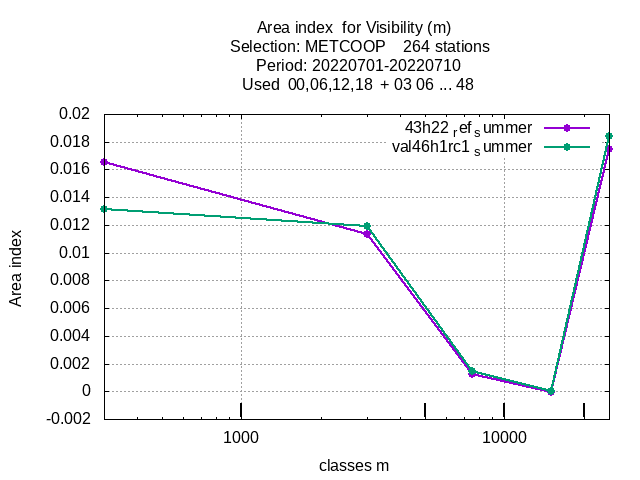 Area index for Visibility (m)
Selection: METCOOP 264 stations
Period: 20220701-20220710
Used 00,06,12,18 + 03 06 ... 48
43h22refsummer
val46h1rc1summer
0.02
0.018
0.016
0.014
0.012
0.01
0.008
0.006
0.004
0.002
0
-0.002
Area index
1000
10000
classes m